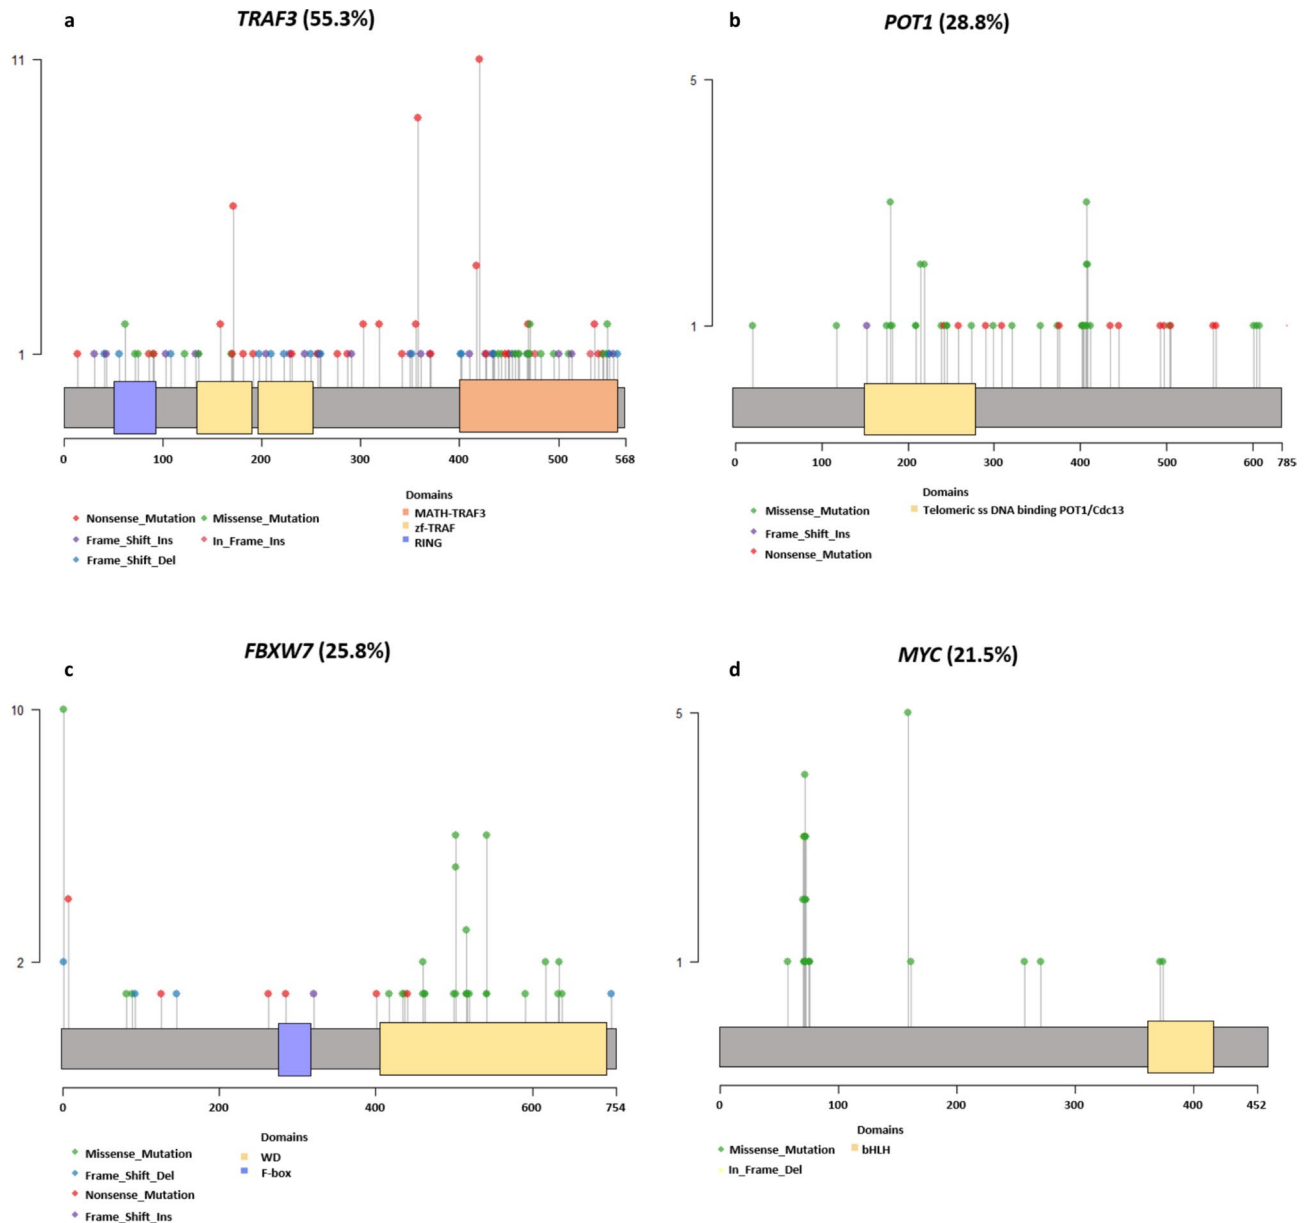 a
TRAF3 (55.3%)
11
1
0 100 200 300 400 500 568
Nonsense_Mutation
Missense_Mutation
Frame_Shift_Ins
In_Frame_Ins
Frame_Shift_Del
Domains
MATH-TRAF3
zf-TRAF
RING
b
POT1 (28.8%)
5
1
0 100 200 300 400 500 600 785
Missense_Mutation
Frame_Shift_Ins
Nonsense_Mutation
Domains
Telomeric ss DNA binding POT1/Cdc13
c
FBXW7 (25.8%)
10
2
0 200 400 600 754
Missense_Mutation
Frame_Shift_Del
Nonsense_Mutation
Frame_Shift_Ins
Domains
WD
F-box
d
MYC (21.5%)
5
1
0 100 200 300 400 452
Missense_Mutation
In_Frame_Del
Domains
bHLH